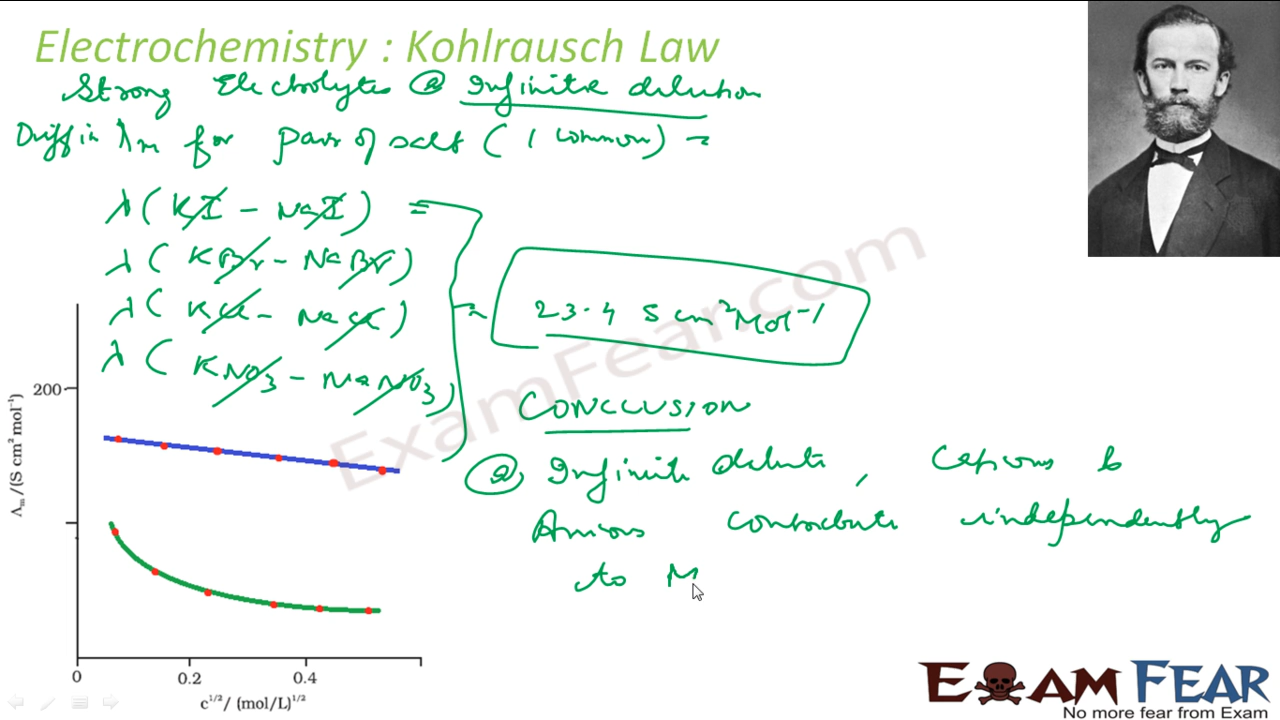 Electrochemistry : Kohlrausch Law
Strong Electrolytes @ Infinite dilution
Diff in λm for pair of salt ( 1 common ) =
λ ( KI - NaI ) =
λ ( KBr - NaBr )
λ ( KCl - NaCl )
λ ( KNO3 - NaNO3 )
= 23.4 S cm² Mol⁻¹
CONCLUSION
@ Infinite dilute , Cations &
Anions contribute independently
to M
200
Λm /(S cm² mol⁻¹)
0 0.2 0.4
c^1/2 / (mol/L)^1/2
ExamFear.com
EXAM FEAR
No more fear from Exam